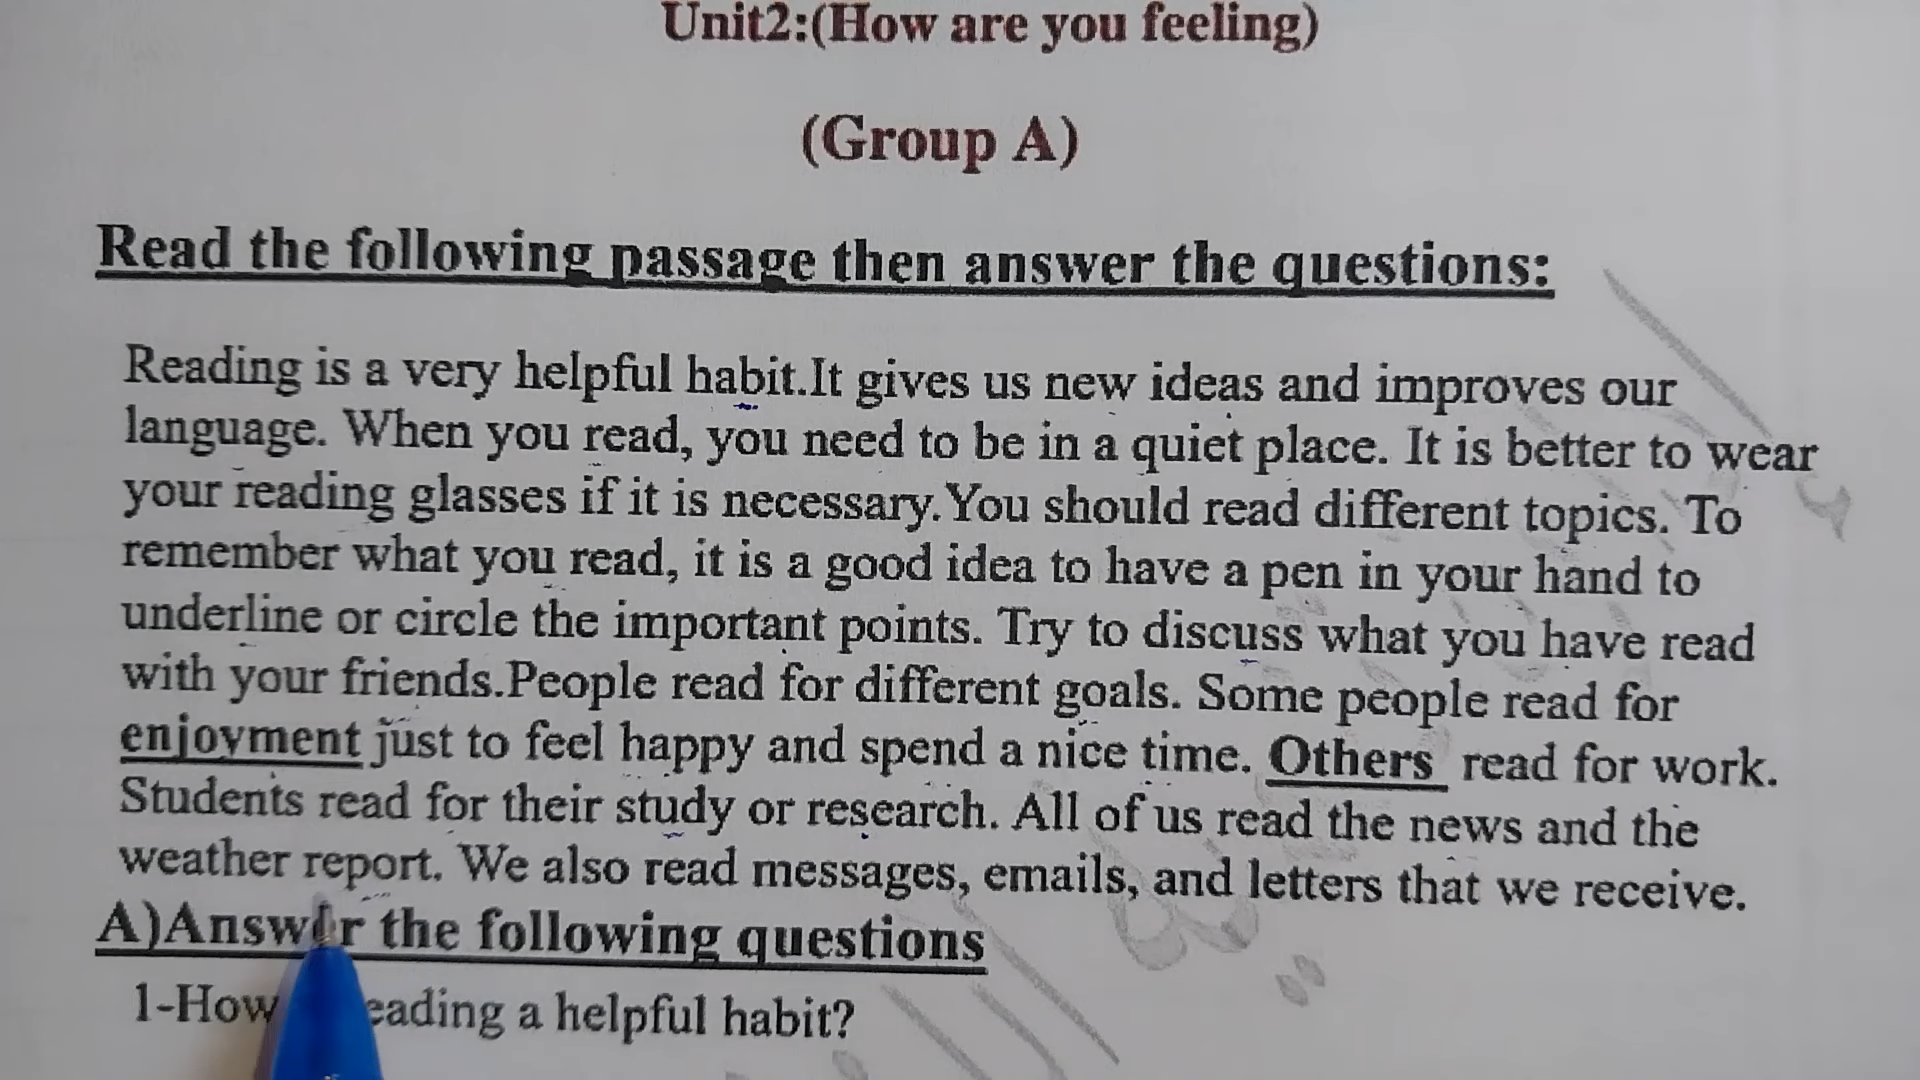 Unit2:(How are you feeling)
(Group A)
Read the following passage then answer the questions:
Reading is a very helpful habit.It gives us new ideas and improves our
language. When you read, you need to be in a quiet place. It is better to wear
your reading glasses if it is necessary.You should read different topics. To
remember what you read, it is a good idea to have a pen in your hand to
underline or circle the important points. Try to discuss what you have read
with your friends.People read for different goals. Some people read for
enjoyment just to feel happy and spend a nice time. Others read for work.
Students read for their study or research. All of us read the news and the
weather report. We also read messages, emails, and letters that we receive.
A)Answer the following questions
1-How eading a helpful habit?